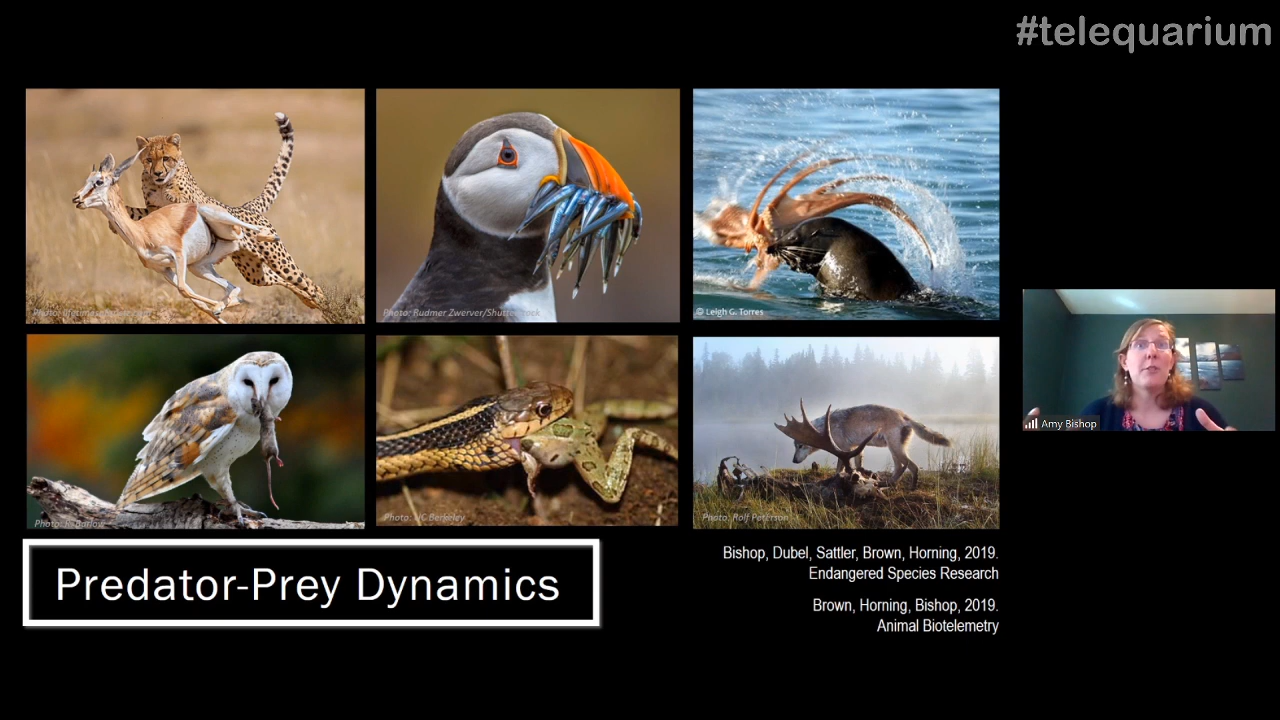 #telequarium
Photo: Rudmer Zwerver/Shutterstock
© Leigh G. Torres
Amy Bishop
Photo: UC Berkeley
Photo: Rolf Peterson
Predator-Prey Dynamics
Bishop, Dubel, Sattler, Brown, Horning, 2019.
Endangered Species Research
Brown, Horning, Bishop, 2019.
Animal Biotelemetry